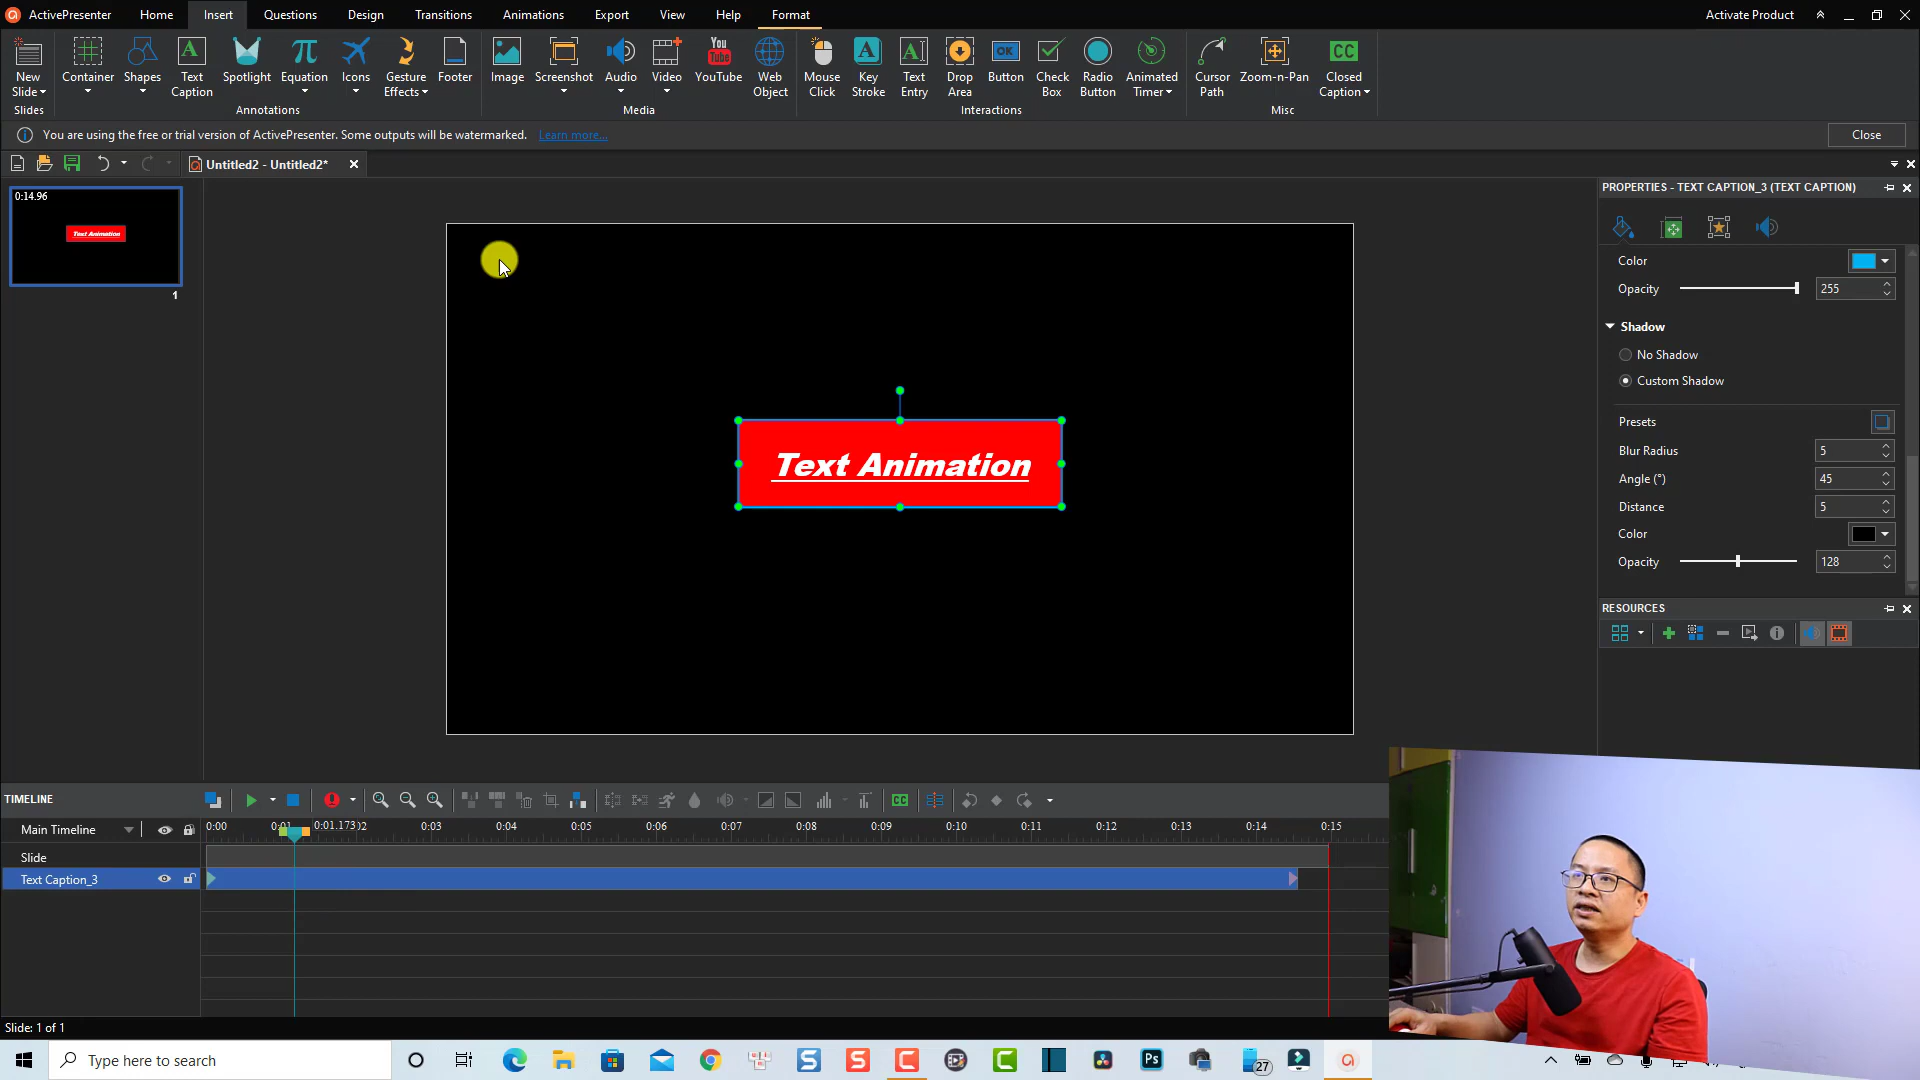 ActivePresenter Home Insert Questions Design Transitions Animations Export View Help Format Activate Product
New Slide Container Shapes Text Caption Spotlight Equation Icons Gesture Effects Footer Image Screenshot Audio Video YouTube Web Object Mouse Click Key Stroke Text Entry Drop Area Button Check Box Radio Button Animated Timer Cursor Path Zoom-n-Pan Closed Caption
Slides Annotations Media Interactions Misc
You are using the free or trial version of ActivePresenter. Some outputs will be watermarked. Learn more... Close
Untitled2 - Untitled2*
PROPERTIES - TEXT CAPTION_3 (TEXT CAPTION)
0:14.96
Text Animation
1
Color
Opacity 255
Shadow
No Shadow
Custom Shadow
Presets
Blur Radius 5
Angle (°) 45
Distance 5
Color
Opacity 128
Text Animation
RESOURCES
TIMELINE
CC
Main Timeline 0:00 0:01.173 0:03 0:04 0:05 0:06 0:07 0:08 0:09 0:10 0:11 0:12 0:13 0:14 0:15
Slide
Text Caption_3
Slide: 1 of 1
Type here to search
27